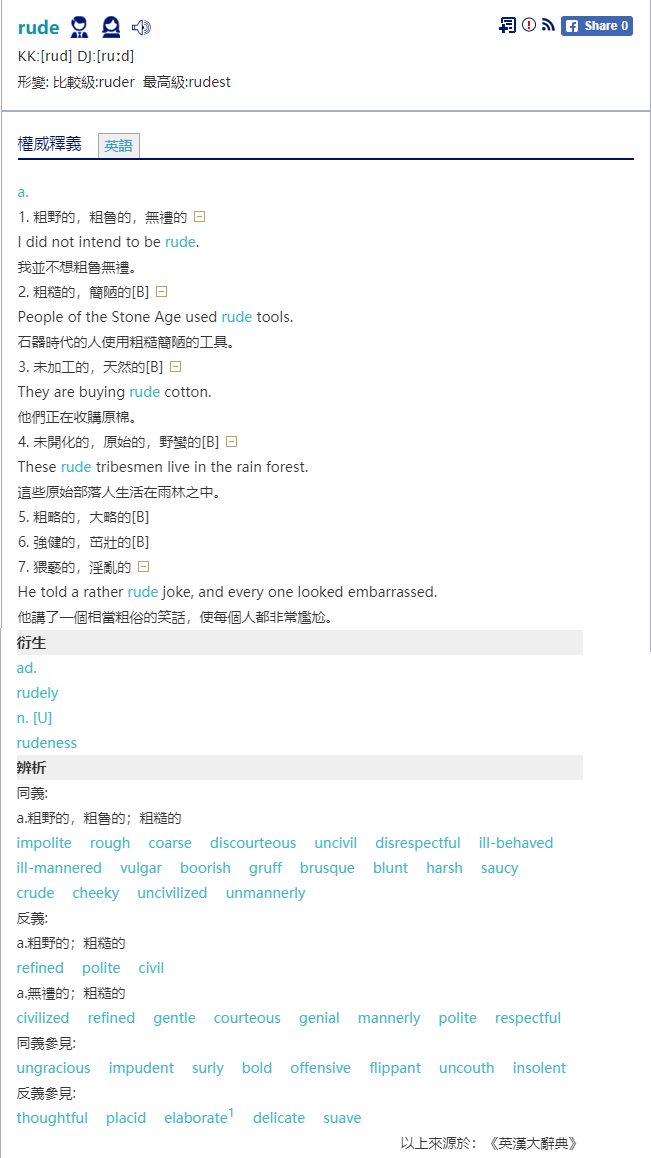 rude
Share 0
KK:[rud] DJ:[ruːd]
形變: 比較級:ruder 最高級:rudest
權威釋義 英語
a.
1. 粗野的，粗魯的，無禮的
I did not intend to be rude.
我並不想粗魯無禮。
2. 粗糙的，簡陋的[B]
People of the Stone Age used rude tools.
石器時代的人使用粗糙簡陋的工具。
3. 未加工的，天然的[B]
They are buying rude cotton.
他們正在收購原棉。
4. 未開化的，原始的，野蠻的[B]
These rude tribesmen live in the rain forest.
這些原始部落人生活在雨林之中。
5. 粗略的，大略的[B]
6. 強健的，茁壯的[B]
7. 猥褻的，淫亂的
He told a rather rude joke, and every one looked embarrassed.
他講了一個相當粗俗的笑話，使每個人都非常尷尬。
衍生
ad.
rudely
n. [U]
rudeness
辨析
同義:
a.粗野的，粗魯的；粗糙的
impolite rough coarse discourteous uncivil disrespectful ill-behaved
ill-mannered vulgar boorish gruff brusque blunt harsh saucy
crude cheeky uncivilized unmannerly
反義:
a.粗野的；粗糙的
refined polite civil
a.無禮的；粗糙的
civilized refined gentle courteous genial mannerly polite respectful
同義參見:
ungracious impudent surly bold offensive flippant uncouth insolent
反義參見:
thoughtful placid elaborate1 delicate suave
以上來源於：《英漢大辭典》